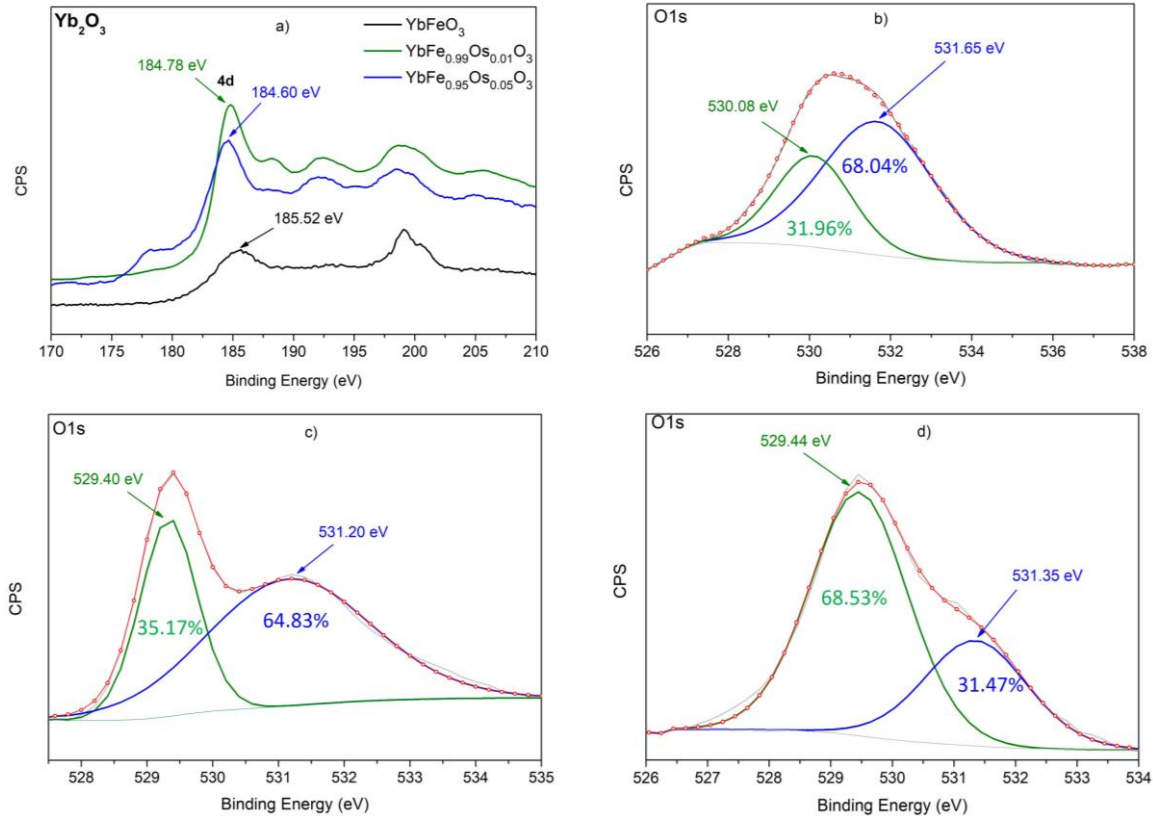 Yb₂O₃
a)
YbFeO₃
YbFe₀.₉₉Os₀.₀₁O₃
YbFe₀.₉₅Os₀.₀₅O₃
184.78 eV
4d
184.60 eV
185.52 eV
CPS
170 175 180 185 190 195 200 205 210
Binding Energy (eV)
O1s
b)
531.65 eV
530.08 eV
68.04%
31.96%
CPS
526 528 530 532 534 536 538
Binding Energy (eV)
O1s
c)
529.40 eV
531.20 eV
35.17%
64.83%
CPS
528 529 530 531 532 533 534 535
Binding Energy (eV)
O1s
d)
529.44 eV
531.35 eV
68.53%
31.47%
CPS
526 527 528 529 530 531 532 533 534
Binding Energy (eV)